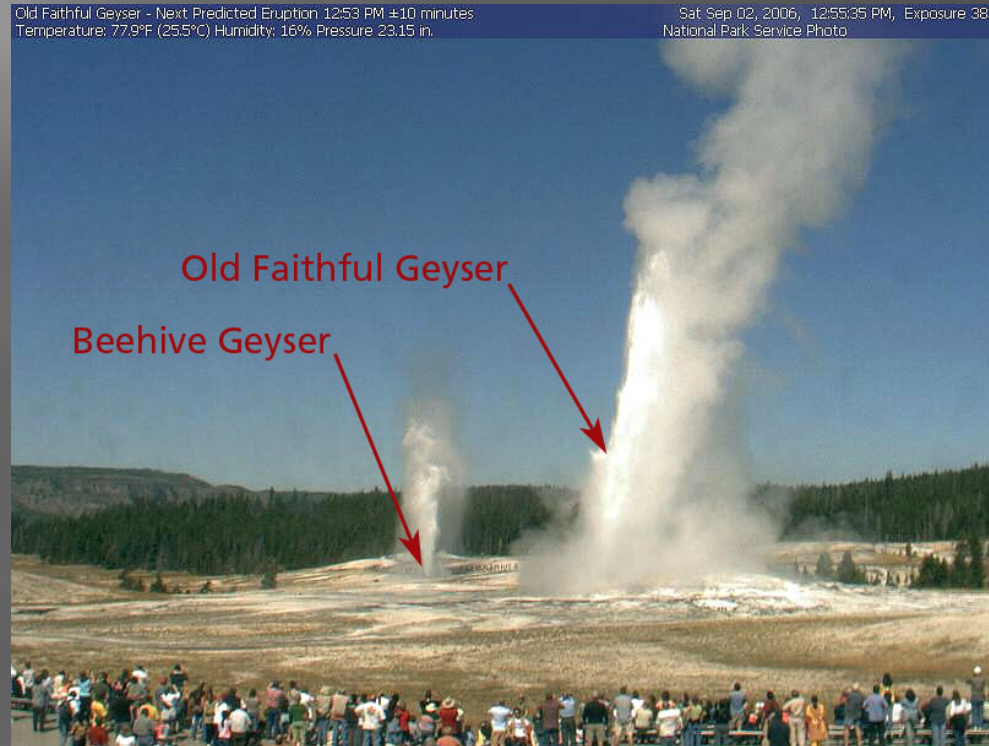 Old Faithful Geyser - Next Predicted Eruption 12:53 PM ±10 minutes
Temperature: 77.9°F (25.5°C) Humidity: 16% Pressure 23.15 in.
Sat Sep 02, 2006, 12:55:35 PM, Exposure 38
National Park Service Photo
Old Faithful Geyser
Beehive Geyser